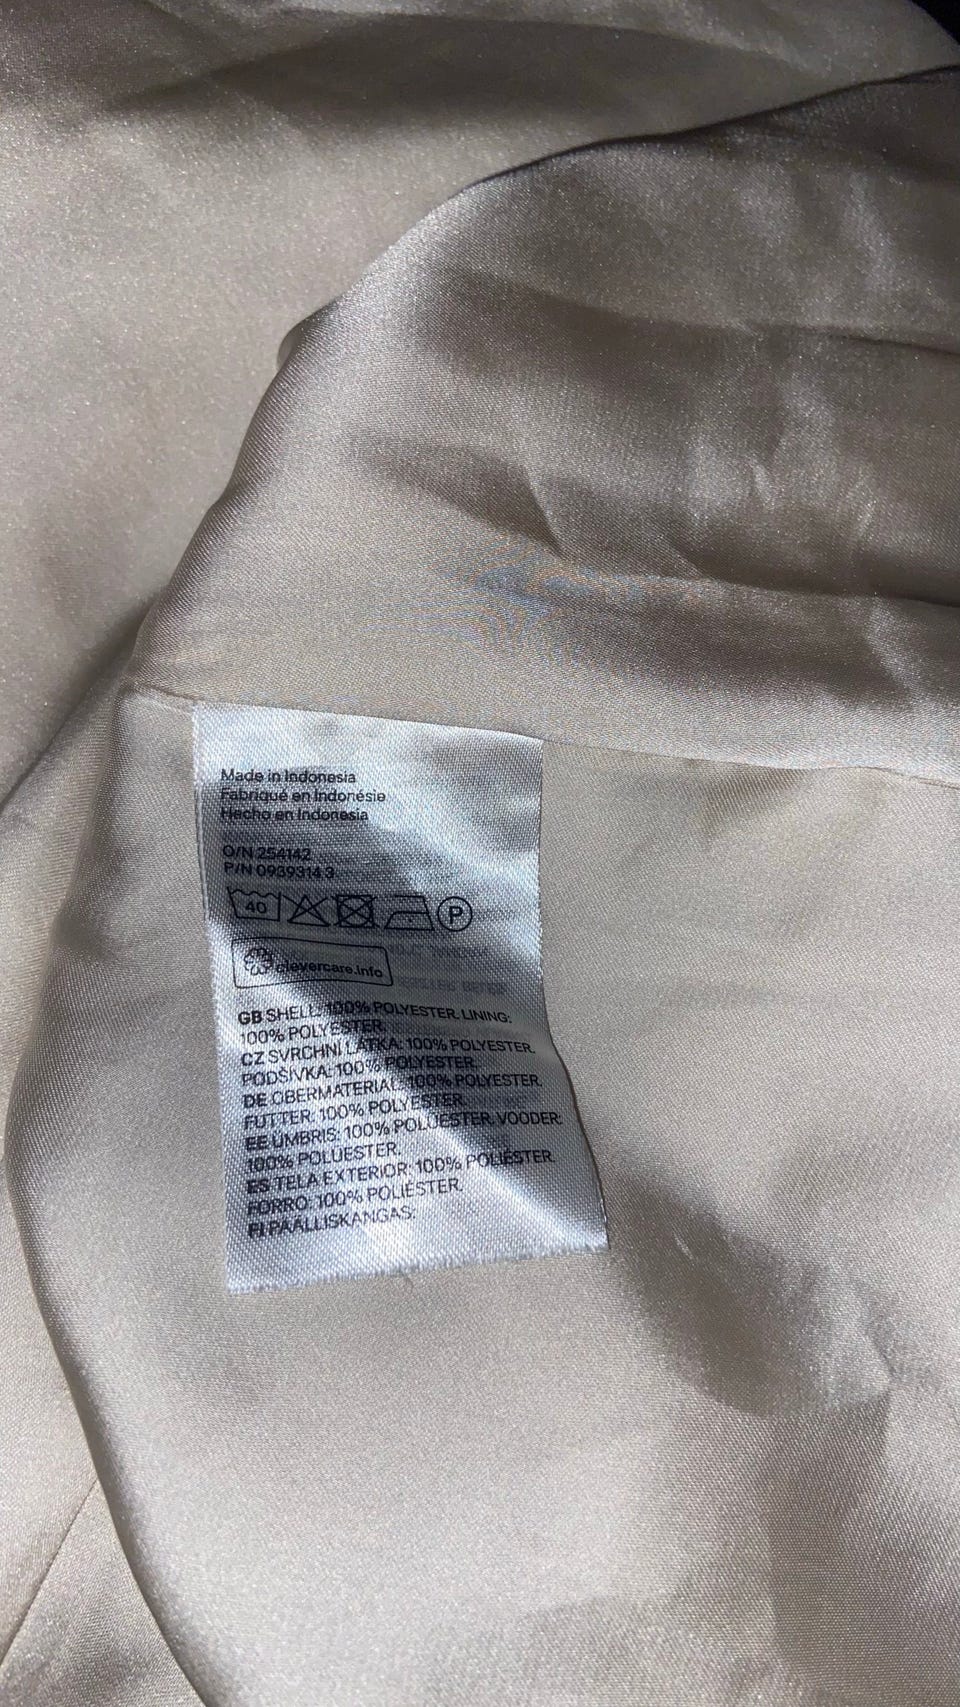 Made in Indonesia
Fabriqué en Indonésie
Hecho en Indonesia
O/N 254142
P/N 0939314 3
40
P
clevercare.info
GB SHELL: 100% POLYESTER. LINING:
100% POLYESTER.
CZ SVRCHNÍ LÁTKA: 100% POLYESTER.
PODŠÍVKA: 100% POLYESTER.
DE OBERMATERIAL: 100% POLYESTER.
FUTTER: 100% POLYESTER.
EE ÜMBRIS: 100% POLÜESTER. VOODER:
100% POLÜESTER.
ES TELA EXTERIOR: 100% POLIÉSTER.
FORRO: 100% POLIÉSTER.
FI PÄÄLLISKANGAS: